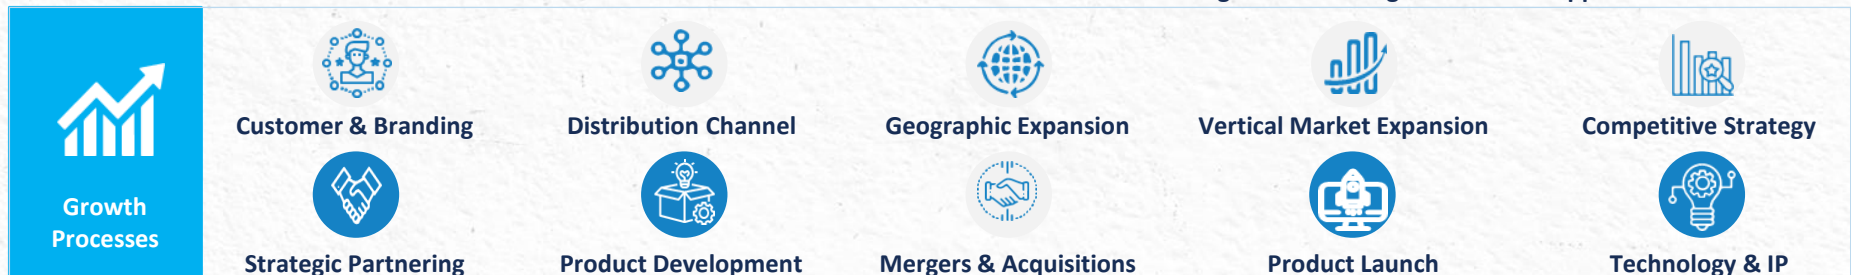 Growth
Processes
Customer & Branding
Distribution Channel
Geographic Expansion
Vertical Market Expansion
Competitive Strategy
Strategic Partnering
Product Development
Mergers & Acquisitions
Product Launch
Technology & IP